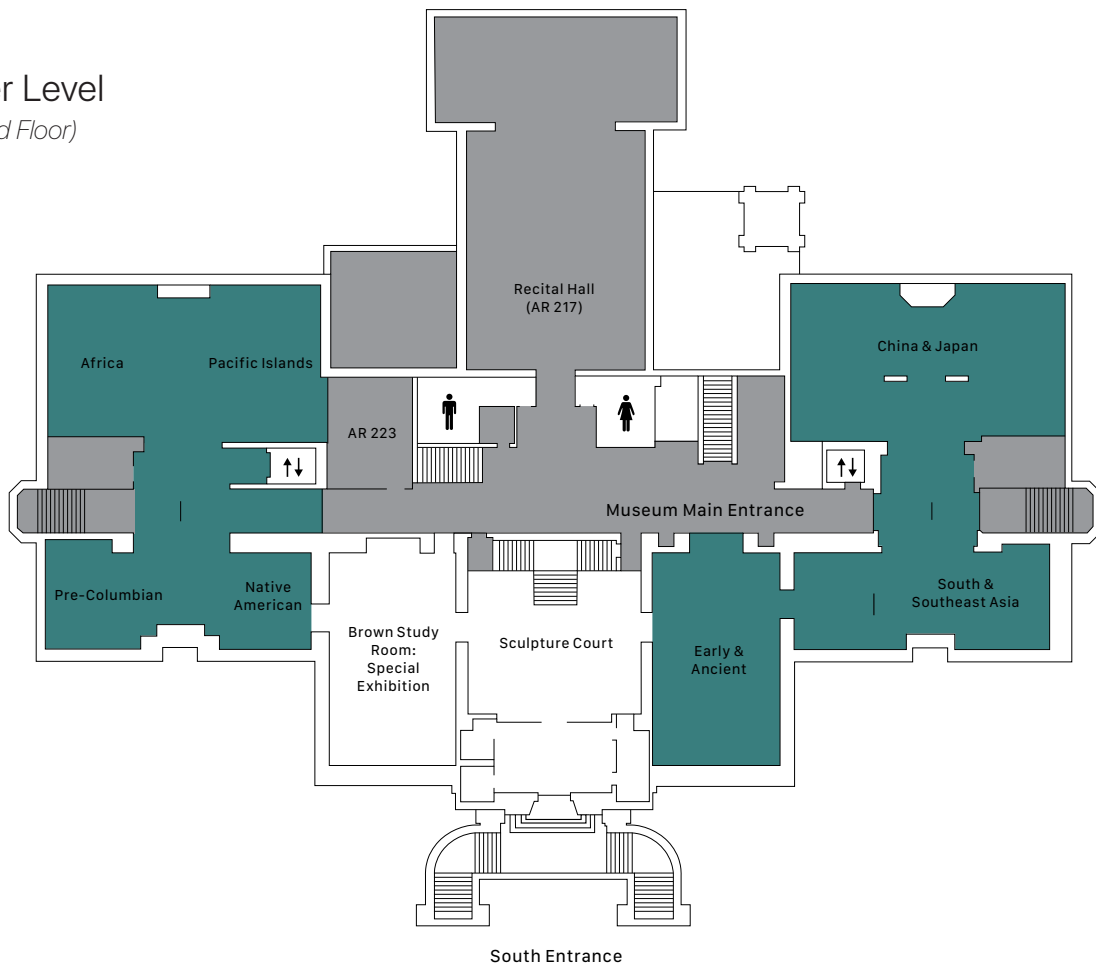 r Level
d Floor)
Recital Hall
(AR 217)
Africa
Pacific Islands
China & Japan
AR 223
Museum Main Entrance
Pre-Columbian
Native
American
South &
Southeast Asia
Brown Study
Room:
Special
Exhibition
Sculpture Court
Early &
Ancient
South Entrance